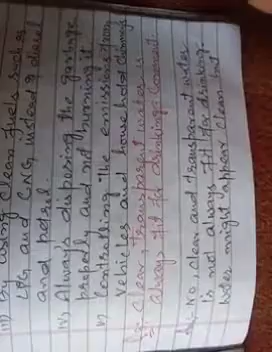 iii) By using clean fuels such as
LPG and CNG instead of diesel
and petrol.
iv) Always disposing the garbage
properly and not burning it
v) Controlling the emissions from
vehicles and household chimneys
clear, transparent water is
always fit for drinking? Comment.
No, clear and transparent water
is not always fit for drinking.
water might appear clean but